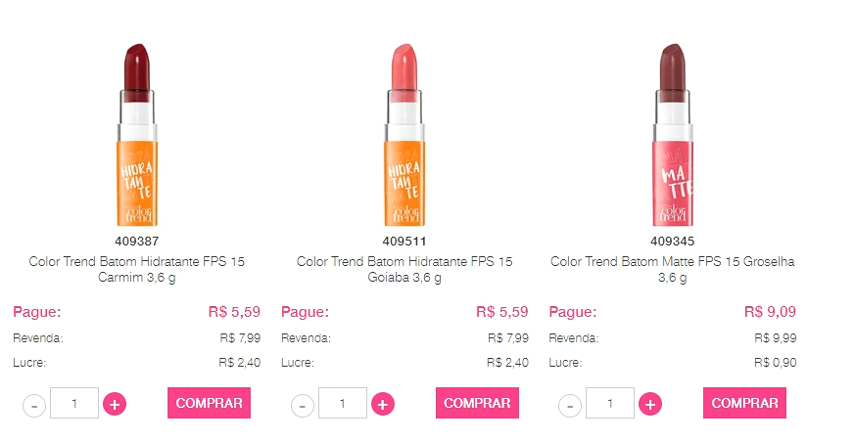 HIDRA
TAN
TE
color
trend
409387
Color Trend Batom Hidratante FPS 15
Carmim 3,6 g
Pague: R$ 5,59
Revenda: R$ 7,99
Lucre: R$ 2,40
- 1 + COMPRAR
HIDRA
TAN
TE
color
trend
409511
Color Trend Batom Hidratante FPS 15
Goiaba 3,6 g
Pague: R$ 5,59
Revenda: R$ 7,99
Lucre: R$ 2,40
- 1 + COMPRAR
MA
TTE
color
trend
409345
Color Trend Batom Matte FPS 15 Groselha
3,6 g
Pague: R$ 9,09
Revenda: R$ 9,99
Lucre: R$ 0,90
- 1 + COMPRAR